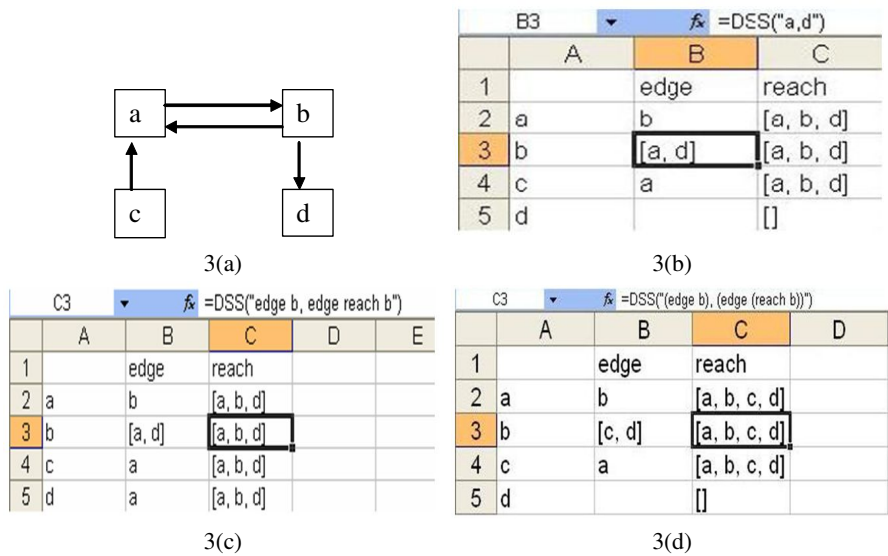 a b
c d
3(a)
B3 fx =DSS("a,d")
A B C
1 edge reach
2 a b [a, b, d]
3 b [a, d] [a, b, d]
4 c a [a, b, d]
5 d []
3(b)
C3 fx =DSS("edge b, edge reach b")
A B C D E
1 edge reach
2 a b [a, b, d]
3 b [a, d] [a, b, d]
4 c a [a, b, d]
5 d a [a, b, d]
3(c)
C3 fx =DSS("(edge b), (edge (reach b))")
A B C D
1 edge reach
2 a b [a, b, c, d]
3 b [c, d] [a, b, c, d]
4 c a [a, b, c, d]
5 d []
3(d)